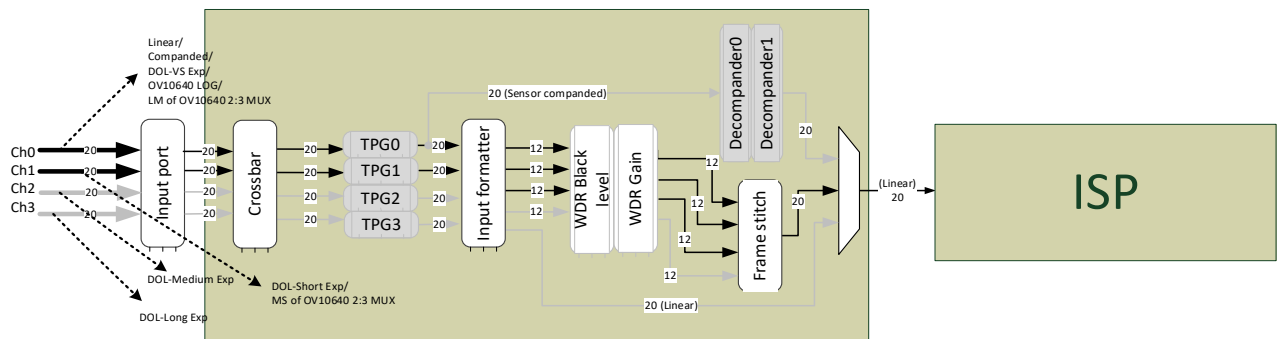 Linear/
Companded/
DOL-VS Exp/
OV10640 LOG/
LM of OV10640 2:3 MUX
Ch0
Ch1
Ch2
Ch3
20
20
20
20
Input port
20
20
20
20
Crossbar
20
20
20
20
TPG0
TPG1
TPG2
TPG3
20
20
20
20
20 (Sensor companded)
Input formatter
12
12
12
12
WDR Black
level
WDR Gain
12
12
12
12
Frame stitch
Decompander0
Decompander1
20
20
20 (Linear)
(Linear)
20
ISP
DOL-Medium Exp
DOL-Long Exp
DOL-Short Exp/
MS of OV10640 2:3 MUX